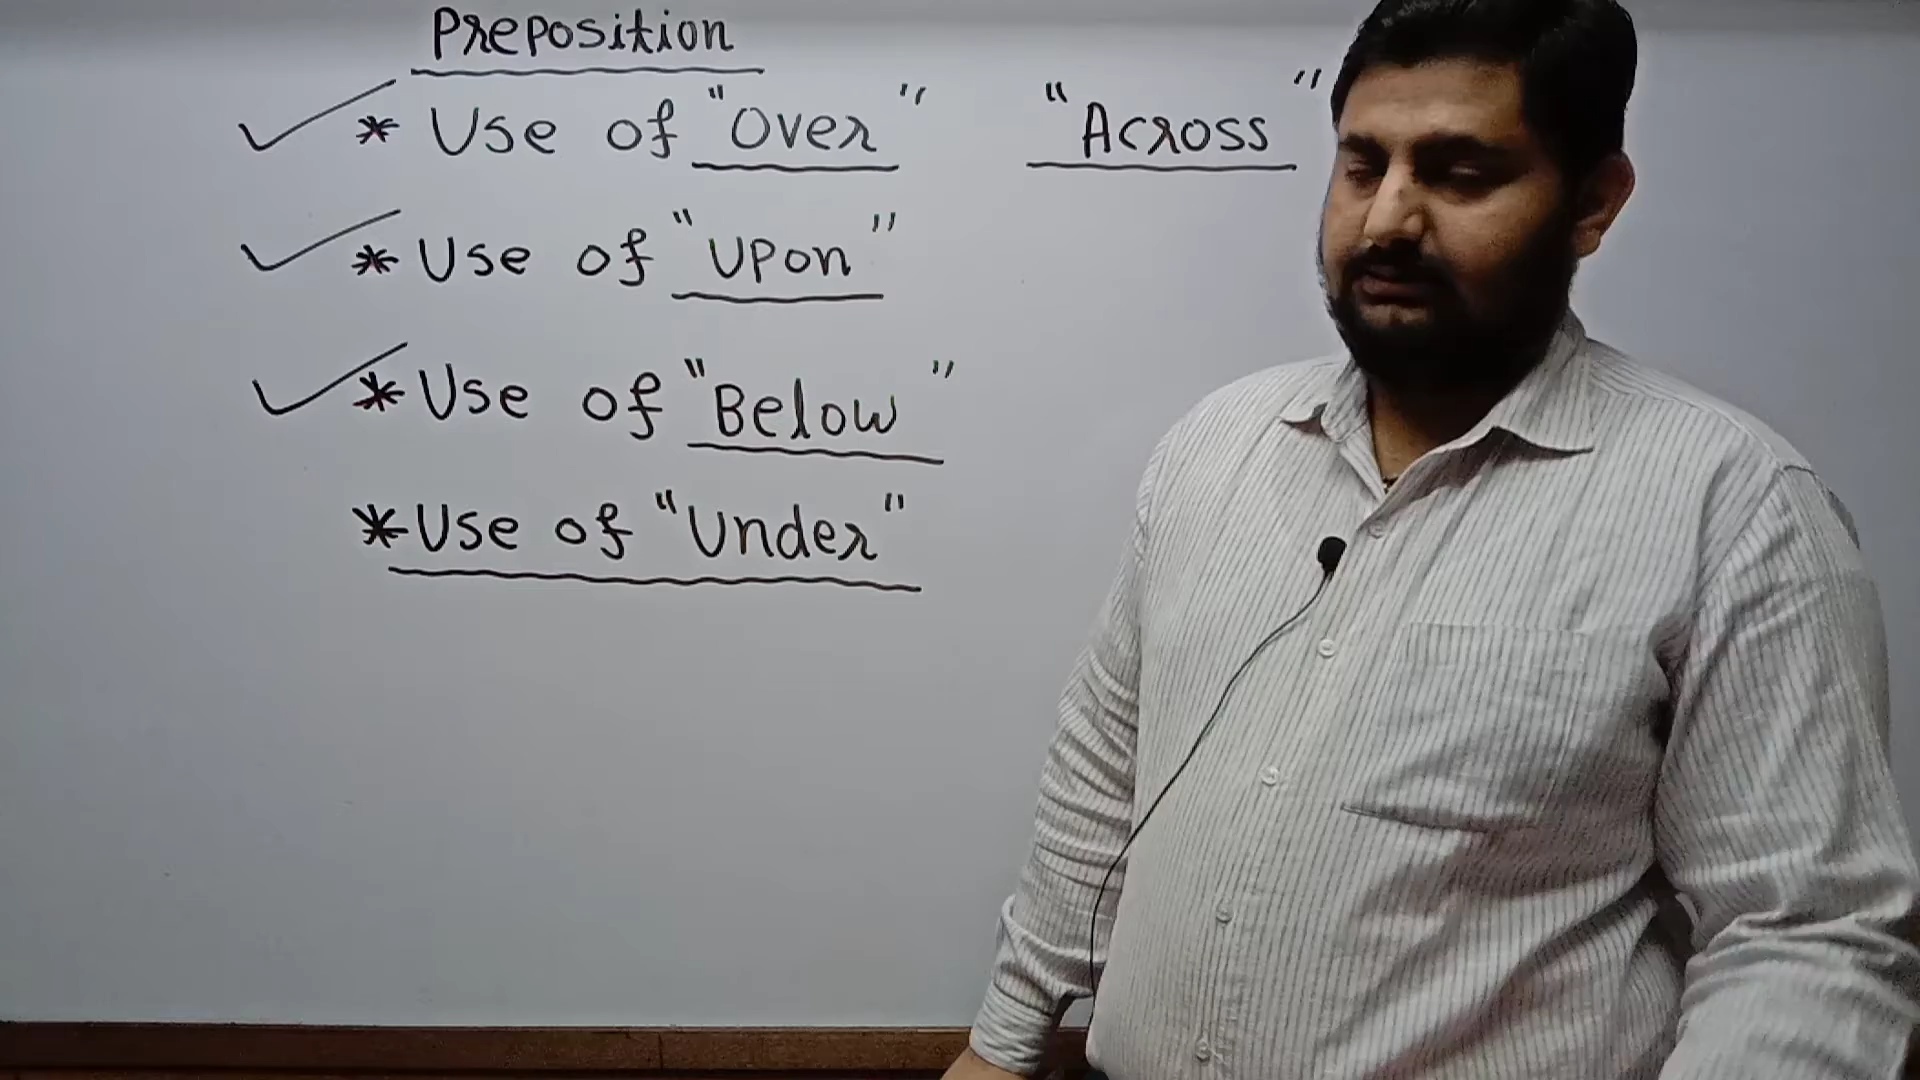 Preposition
* Use of "Over" "Across"
* Use of "Upon"
* Use of "Below"
* Use of "Under"